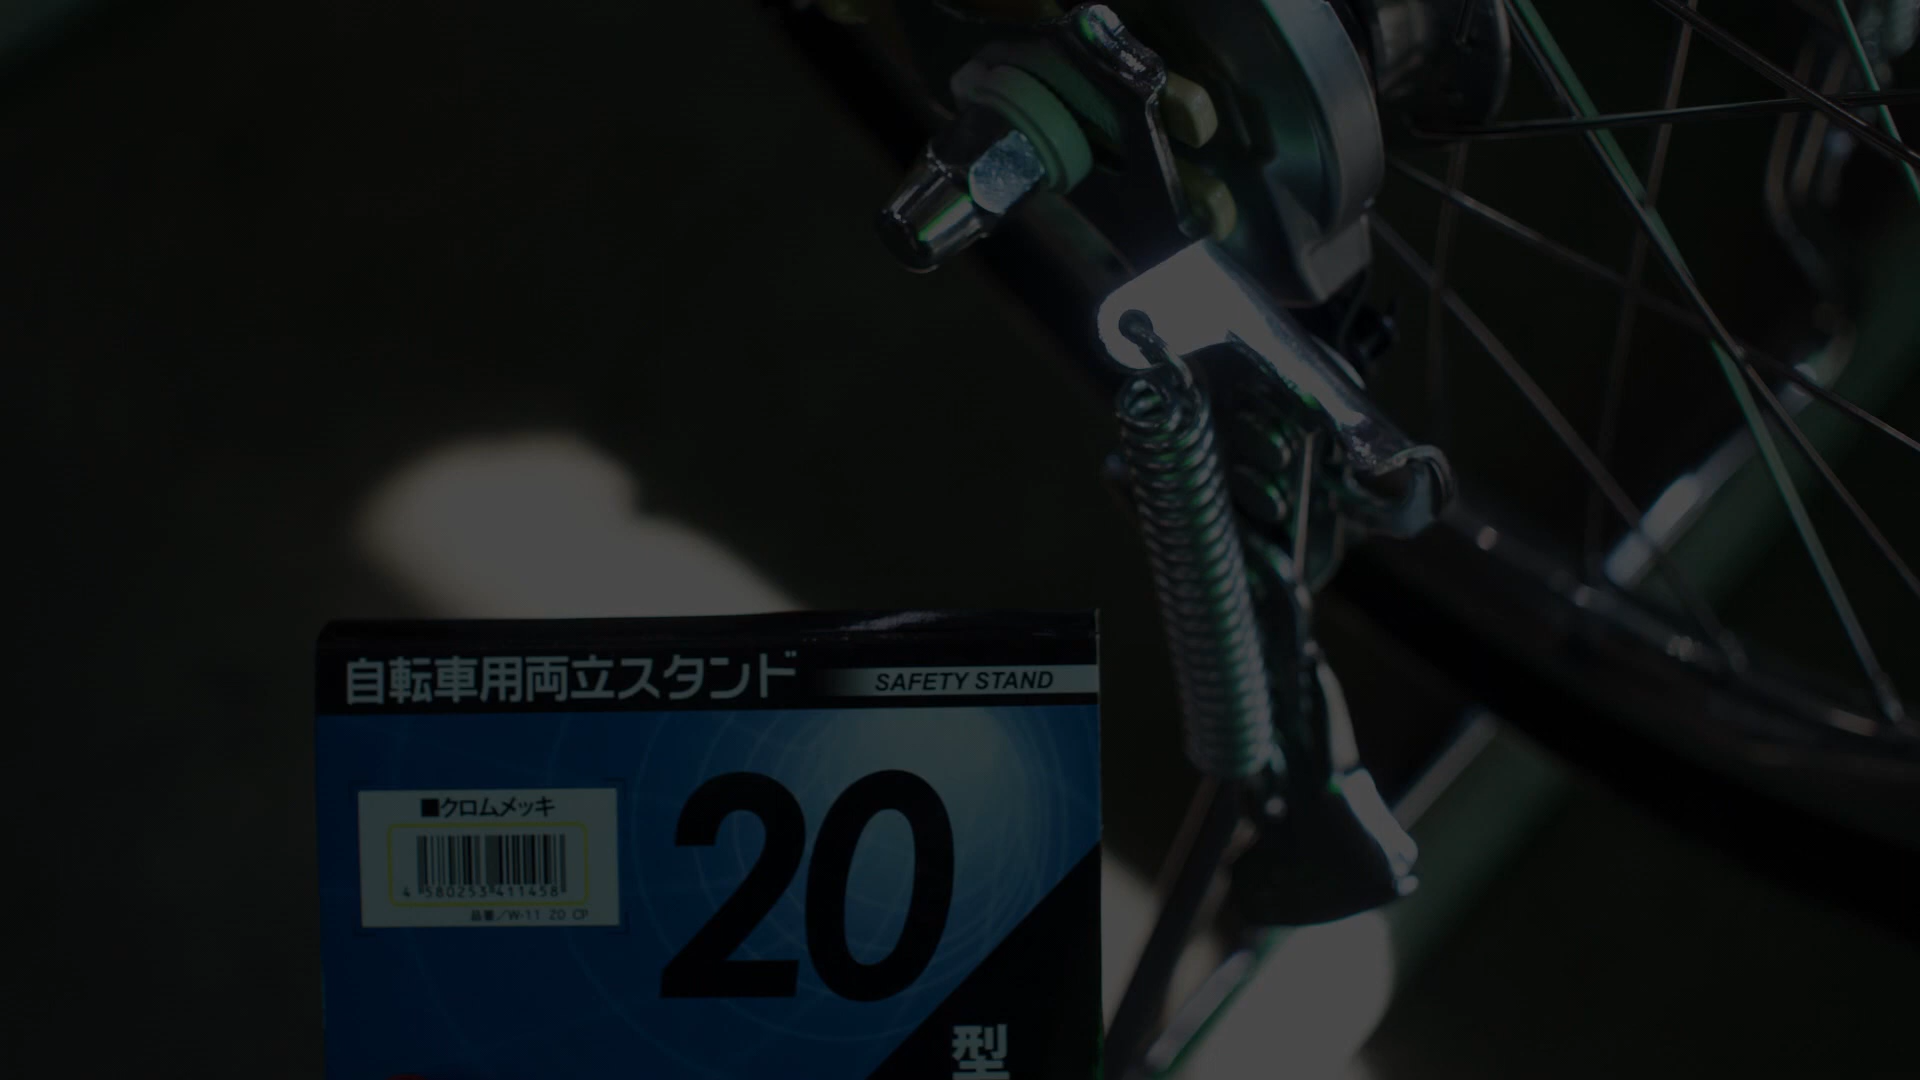 自転車用両立スタンド SAFETY STAND
■クロムメッキ
4 580253 411458
品番／W-11 20 CP
20
型